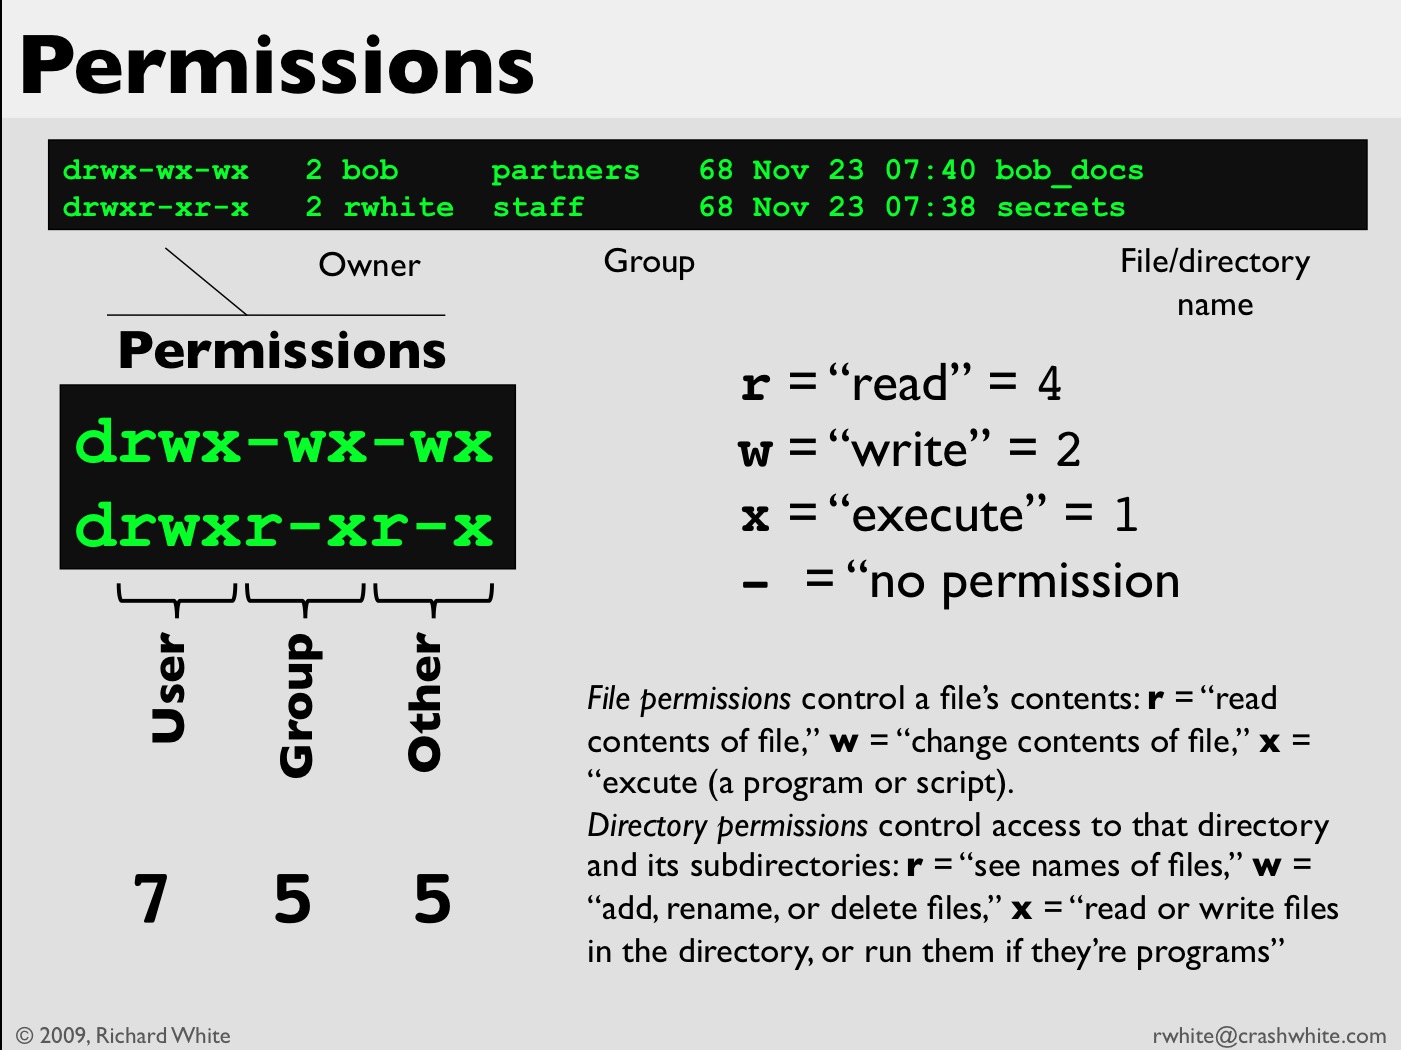 Permissions
drwx-wx-wx   2 bob     partners   68 Nov 23 07:40 bob_docs
drwxr-xr-x   2 rwhite  staff      68 Nov 23 07:38 secrets
Owner
Group
File/directory
name
Permissions
drwx-wx-wx
drwxr-xr-x
User
Group
Other
7 5 5
r = “read” = 4
w = “write” = 2
x = “execute” = 1
- = “no permission
File permissions control a file’s contents: r = “read
contents of file,” w = “change contents of file,” x =
“excute (a program or script).
Directory permissions control access to that directory
and its subdirectories: r = “see names of files,” w =
“add, rename, or delete files,” x = “read or write files
in the directory, or run them if they’re programs”
© 2009, Richard White
rwhite@crashwhite.com